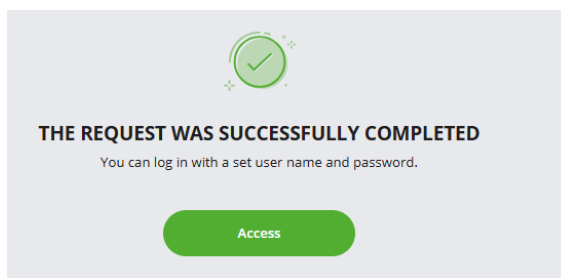 THE REQUEST WAS SUCCESSFULLY COMPLETED
You can log in with a set user name and password.
Access